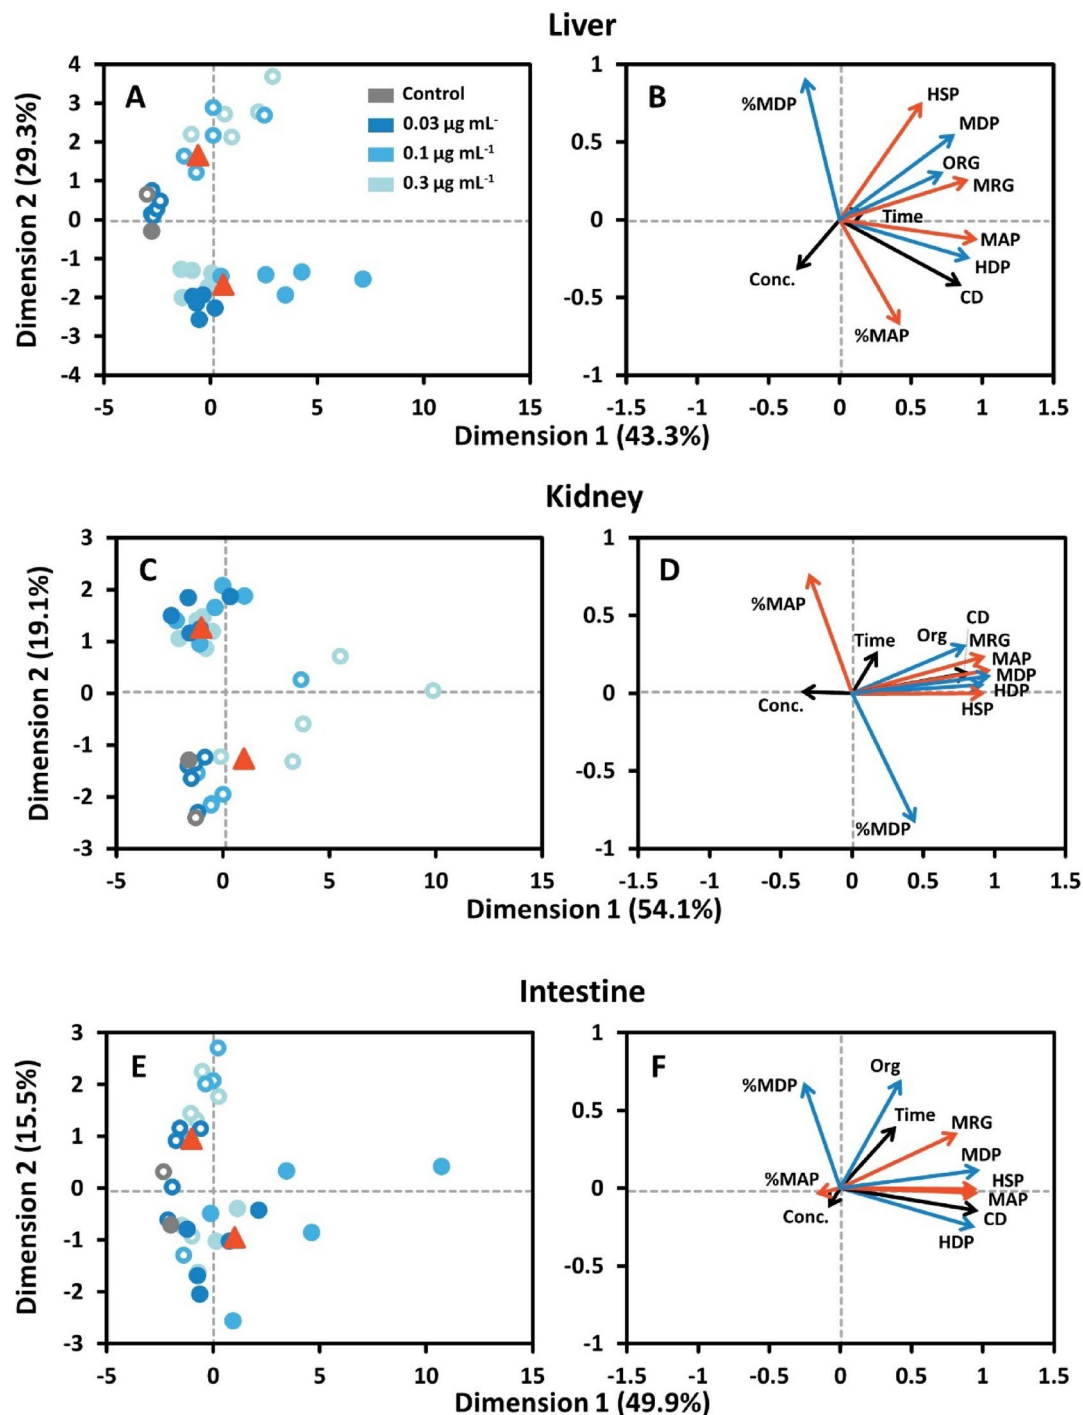 Liver
Dimension 2 (29.3%)
4
3
2
1
0
-1
-2
-3
-4
A
Control
0.03 µg mL⁻
0.1 µg mL⁻¹
0.3 µg mL⁻¹
-5
0
5
10
15
1
0.5
0
-0.5
-1
B
%MDP
HSP
MDP
ORG
MRG
Time
MAP
HDP
CD
Conc.
%MAP
-1.5
-1
-0.5
0
0.5
1
1.5
Dimension 1 (43.3%)
Kidney
Dimension 2 (19.1%)
3
2
1
0
-1
-2
-3
C
-5
0
5
10
15
1
0.5
0
-0.5
-1
D
%MAP
Time
Org
CD
MRG
MAP
MDP
HDP
HSP
Conc.
%MDP
-1.5
-1
-0.5
0
0.5
1
1.5
Dimension 1 (54.1%)
Intestine
Dimension 2 (15.5%)
3
2
1
0
-1
-2
-3
E
-5
0
5
10
15
1
0.5
0
-0.5
-1
F
%MDP
Org
Time
MRG
MDP
HSP
MAP
CD
HDP
%MAP
Conc.
-1.5
-1
-0.5
0
0.5
1
1.5
Dimension 1 (49.9%)